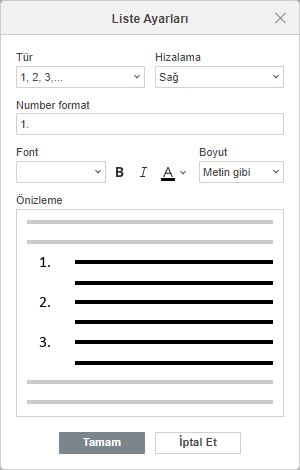 Liste Ayarları
Tür Hizalama
1, 2, 3,... Sağ
Number format
1.
Font Boyut
B I A Metin gibi
Önizleme
1.
2.
3.
Tamam İptal Et